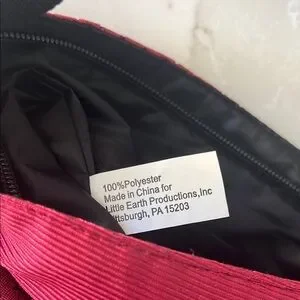 100%Polyester
Made in China for
Little Earth Productions,Inc
ittsburgh, PA 15203